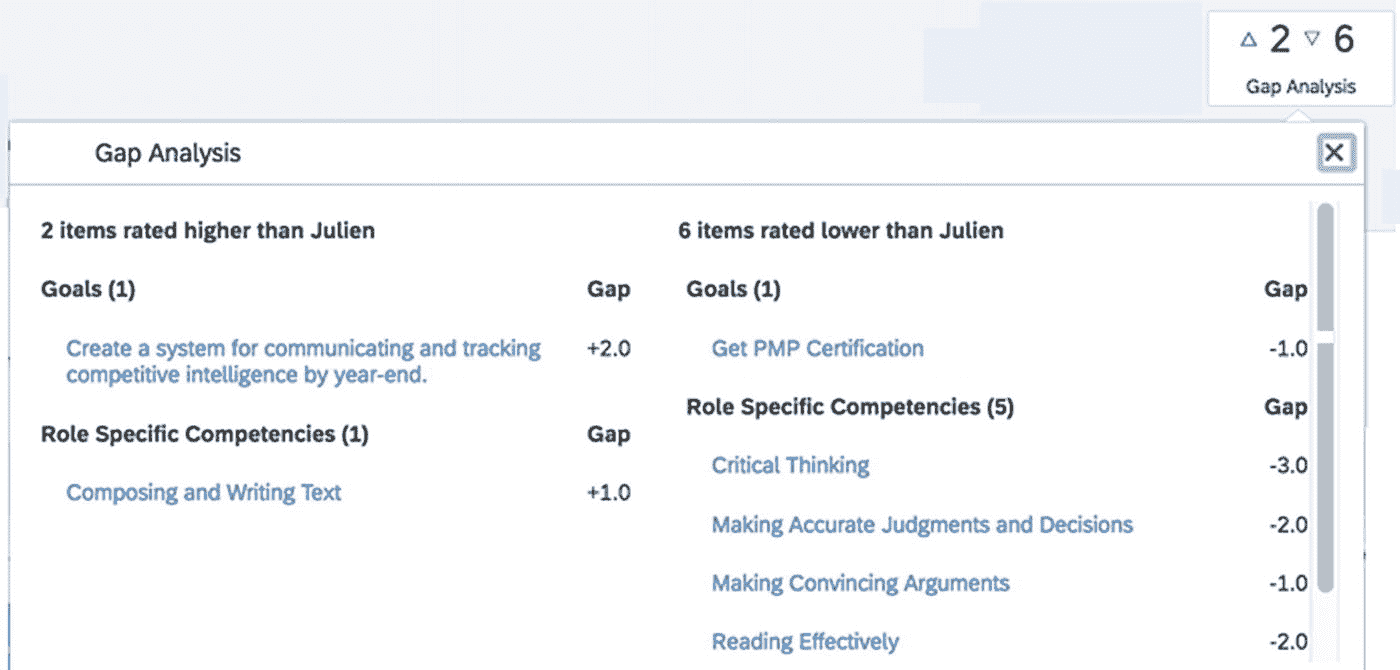 △ 2 ▽ 6
Gap Analysis
Gap Analysis
2 items rated higher than Julien
Goals (1) Gap
Create a system for communicating and tracking +2.0
competitive intelligence by year-end.
Role Specific Competencies (1) Gap
Composing and Writing Text +1.0
6 items rated lower than Julien
Goals (1) Gap
Get PMP Certification -1.0
Role Specific Competencies (5) Gap
Critical Thinking -3.0
Making Accurate Judgments and Decisions -2.0
Making Convincing Arguments -1.0
Reading Effectively -2.0